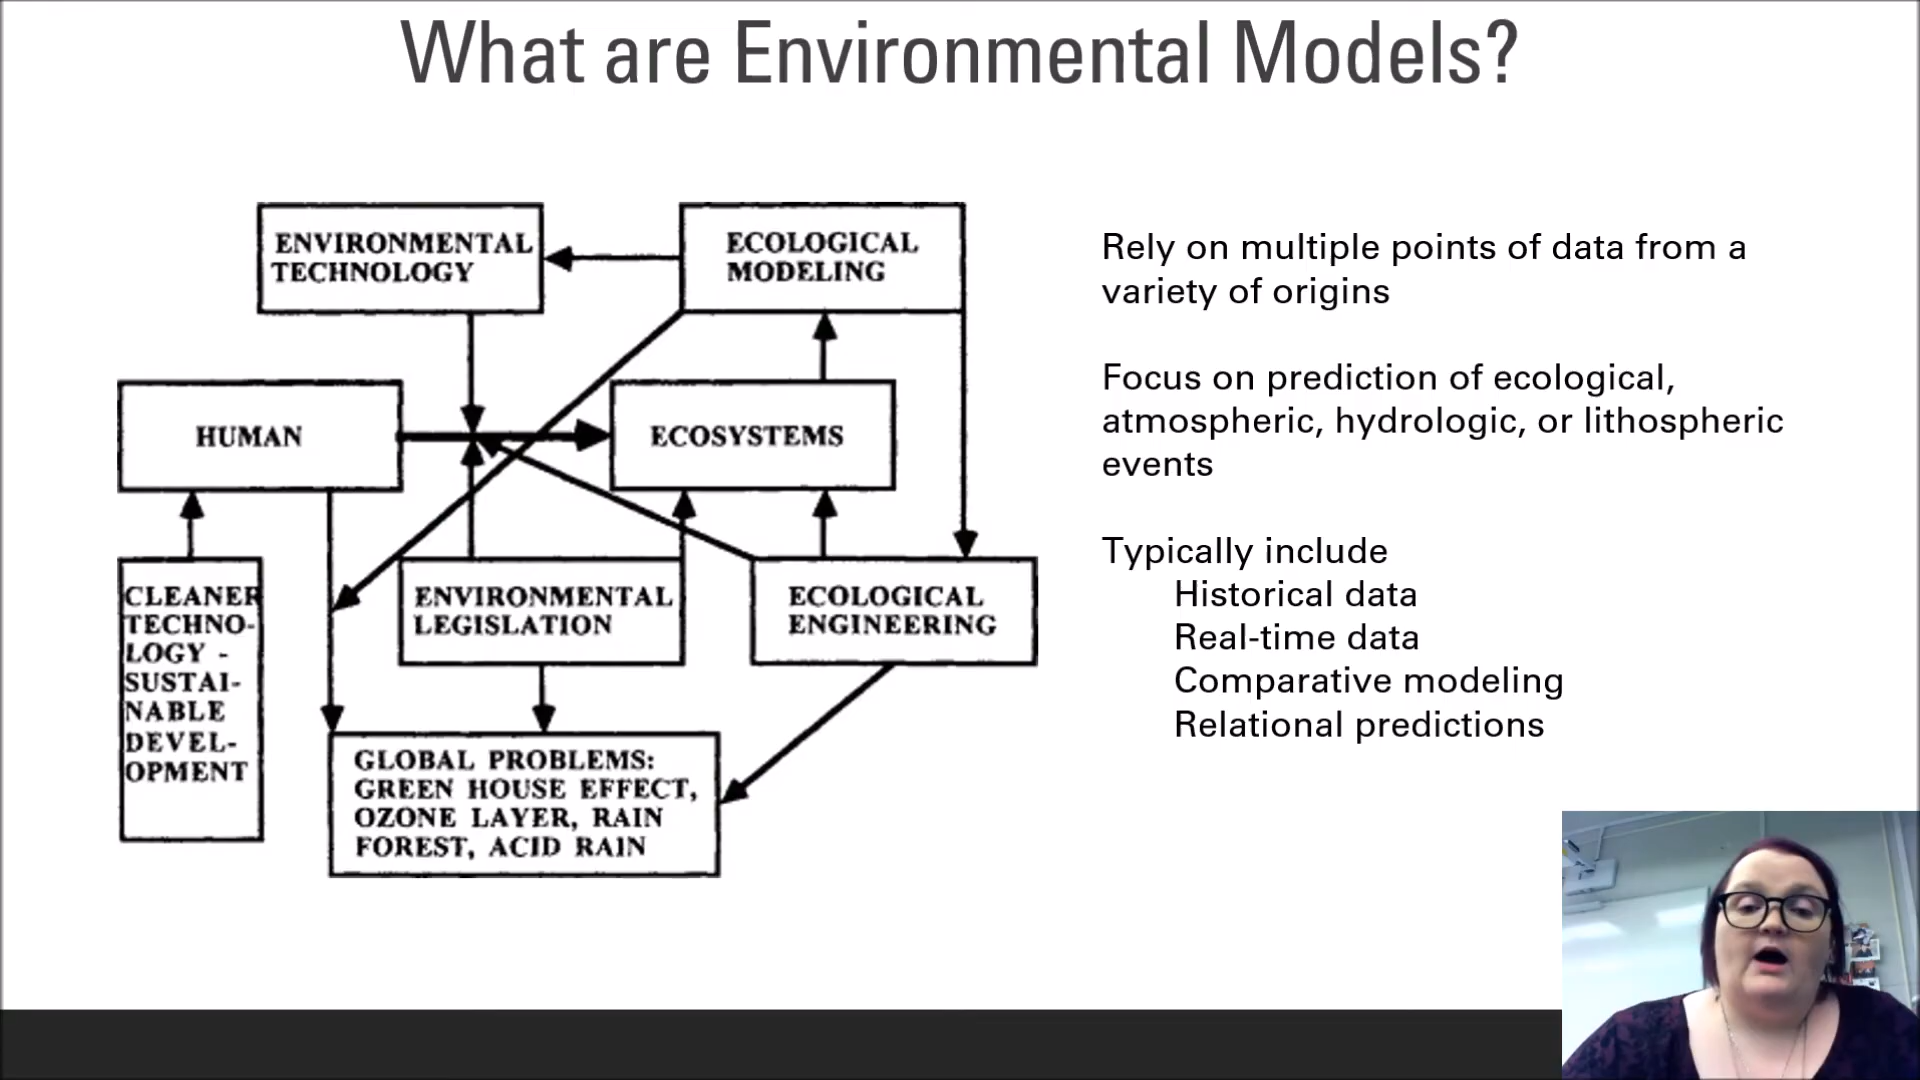 What are Environmental Models?
ENVIRONMENTAL
TECHNOLOGY
ECOLOGICAL
MODELING
HUMAN
ECOSYSTEMS
CLEANER
TECHNO-
LOGY -
SUSTAI-
NABLE
DEVEL-
OPMENT
ENVIRONMENTAL
LEGISLATION
ECOLOGICAL
ENGINEERING
GLOBAL PROBLEMS:
GREEN HOUSE EFFECT,
OZONE LAYER, RAIN
FOREST, ACID RAIN
Rely on multiple points of data from a
variety of origins
Focus on prediction of ecological,
atmospheric, hydrologic, or lithospheric
events
Typically include
Historical data
Real-time data
Comparative modeling
Relational predictions